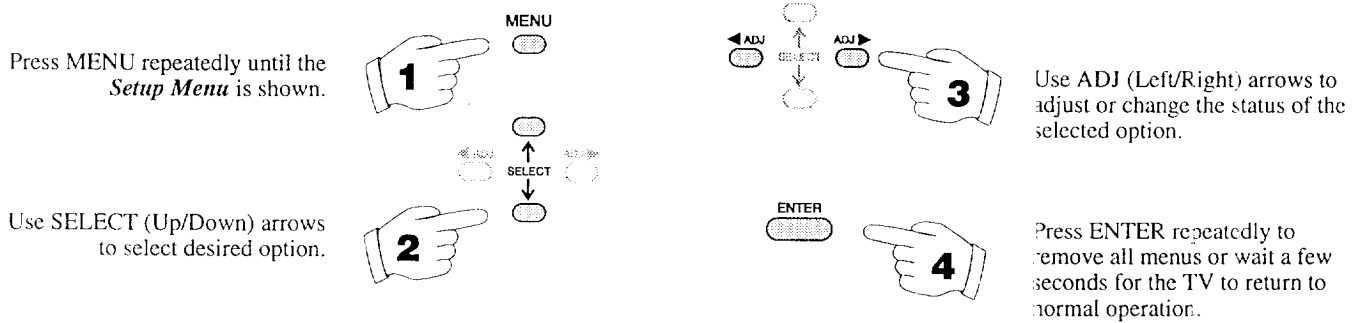 Press MENU repeatedly until the
Setup Menu is shown.
1
MENU
Use SELECT (Up/Down) arrows
to select desired option.
2
◀ ADJ
SELECT
ADJ ▶
◀ ADJ
SELECT
ADJ ▶
3
Use ADJ (Left/Right) arrows to
adjust or change the status of the
selected option.
ENTER
4
Press ENTER repeatedly to
remove all menus or wait a few
seconds for the TV to return to
normal operation.